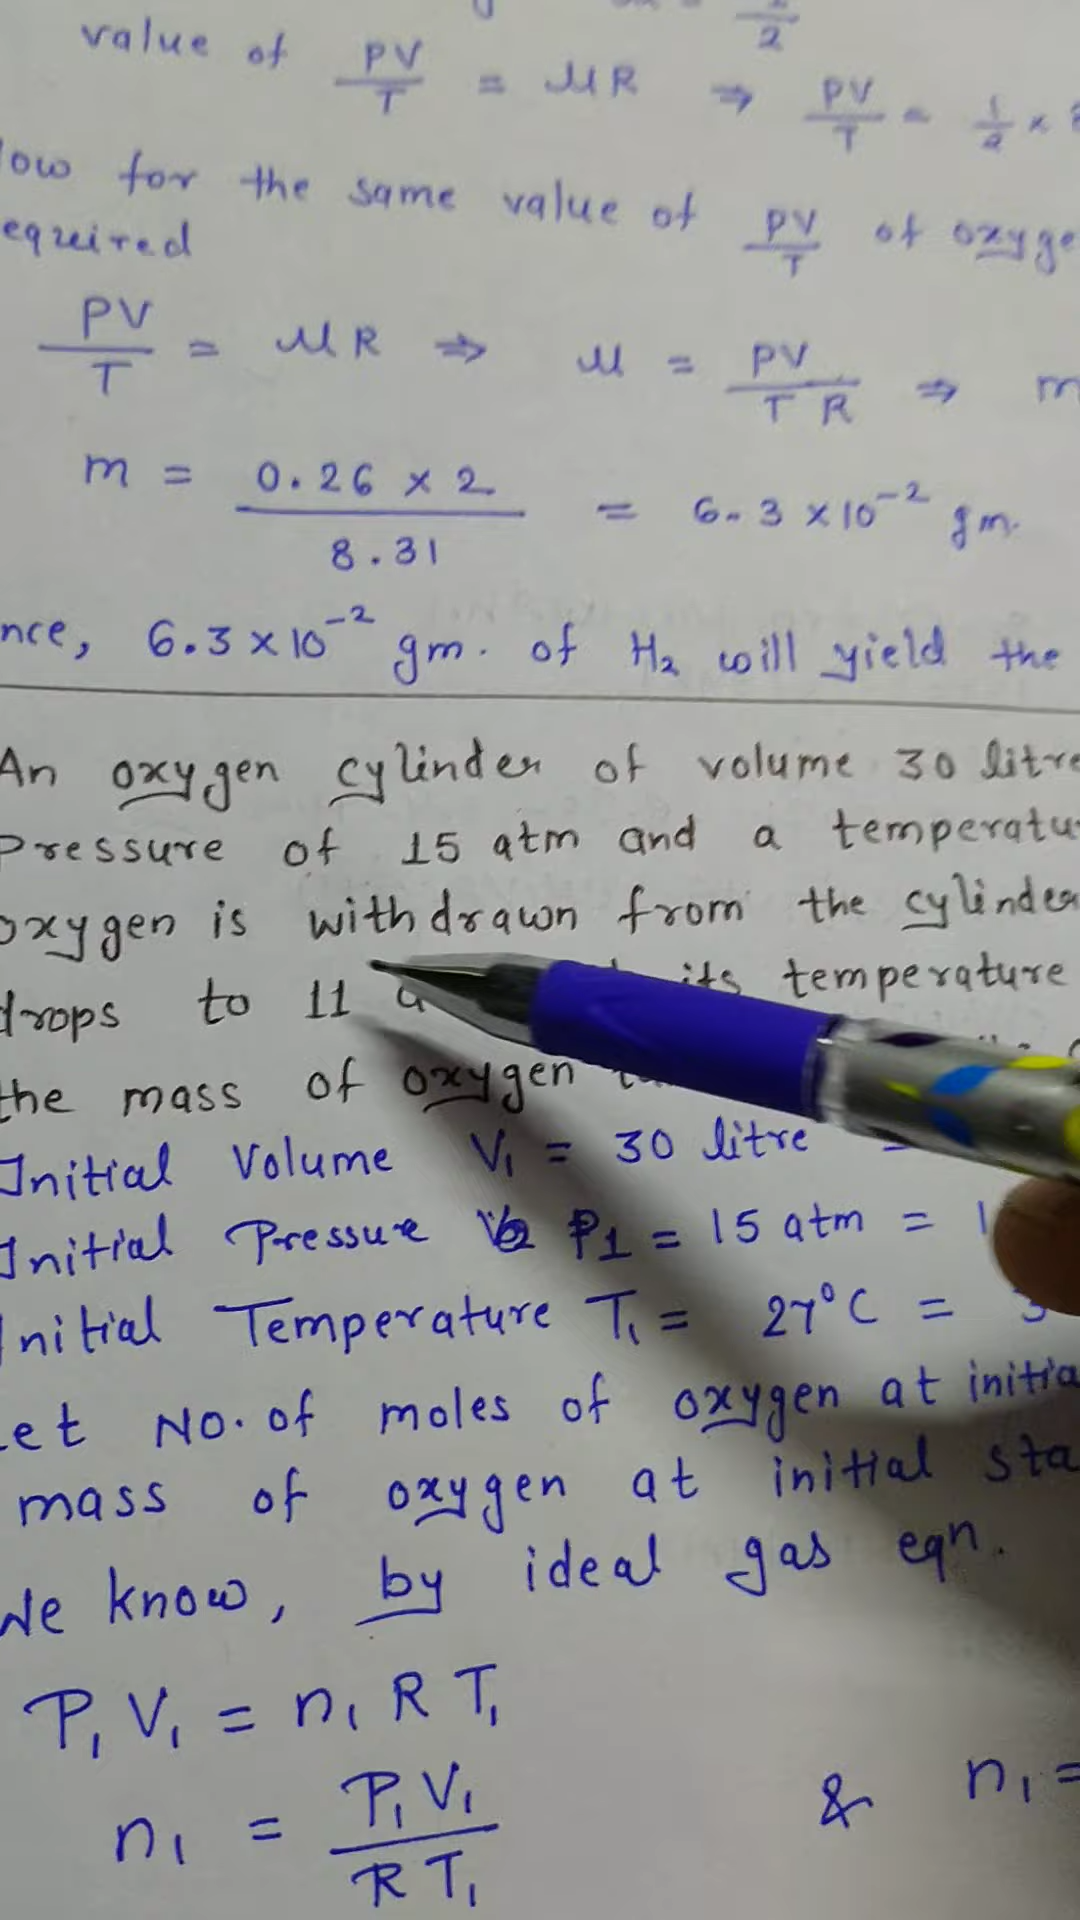 2
value of PV/T = μR ⇒ PV/T = 1/2 ×
low for the same value of PV/T of oxyge
equired
PV/T = μR ⇒ μ = PV/TR ⇒ m
m = 0.26 × 2/8.31 = 6.3 × 10⁻² gm.
nce, 6.3 × 10⁻² gm. of H₂ will yield the
An oxygen cylinder of volume 30 litre
Pressure of 15 atm and a temperatu
oxygen is withdrawn from the cylinder
drops to 11 its temperature
the mass of oxygen
Initial Volume V₁ = 30 litre =
Initial Pressure P1 = 15 atm = 1
Initial Temperature T₁ = 27°C = 3
Let NO. of moles of oxygen at initia
mass of oxygen at initial sta
We know, by ideal gas eqn.
P₁V₁ = n₁RT₁
n₁ = P₁V₁/RT₁ & n₁ =